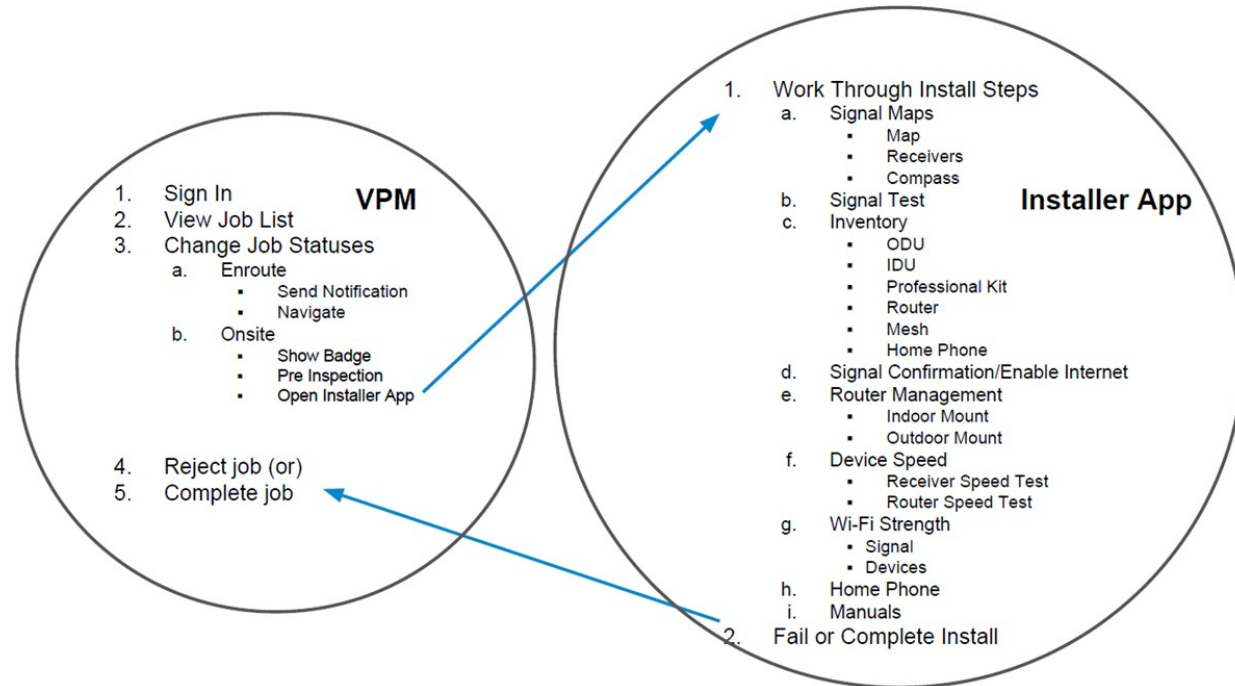 VPM
1. Sign In
2. View Job List
3. Change Job Statuses
a. Enroute
▪ Send Notification
▪ Navigate
b. Onsite
▪ Show Badge
▪ Pre Inspection
▪ Open Installer App
4. Reject job (or)
5. Complete job
Installer App
1. Work Through Install Steps
a. Signal Maps
▪ Map
▪ Receivers
▪ Compass
b. Signal Test
c. Inventory
▪ ODU
▪ IDU
▪ Professional Kit
▪ Router
▪ Mesh
▪ Home Phone
d. Signal Confirmation/Enable Internet
e. Router Management
▪ Indoor Mount
▪ Outdoor Mount
f. Device Speed
▪ Receiver Speed Test
▪ Router Speed Test
g. Wi-Fi Strength
▪ Signal
▪ Devices
h. Home Phone
i. Manuals
2. Fail or Complete Install